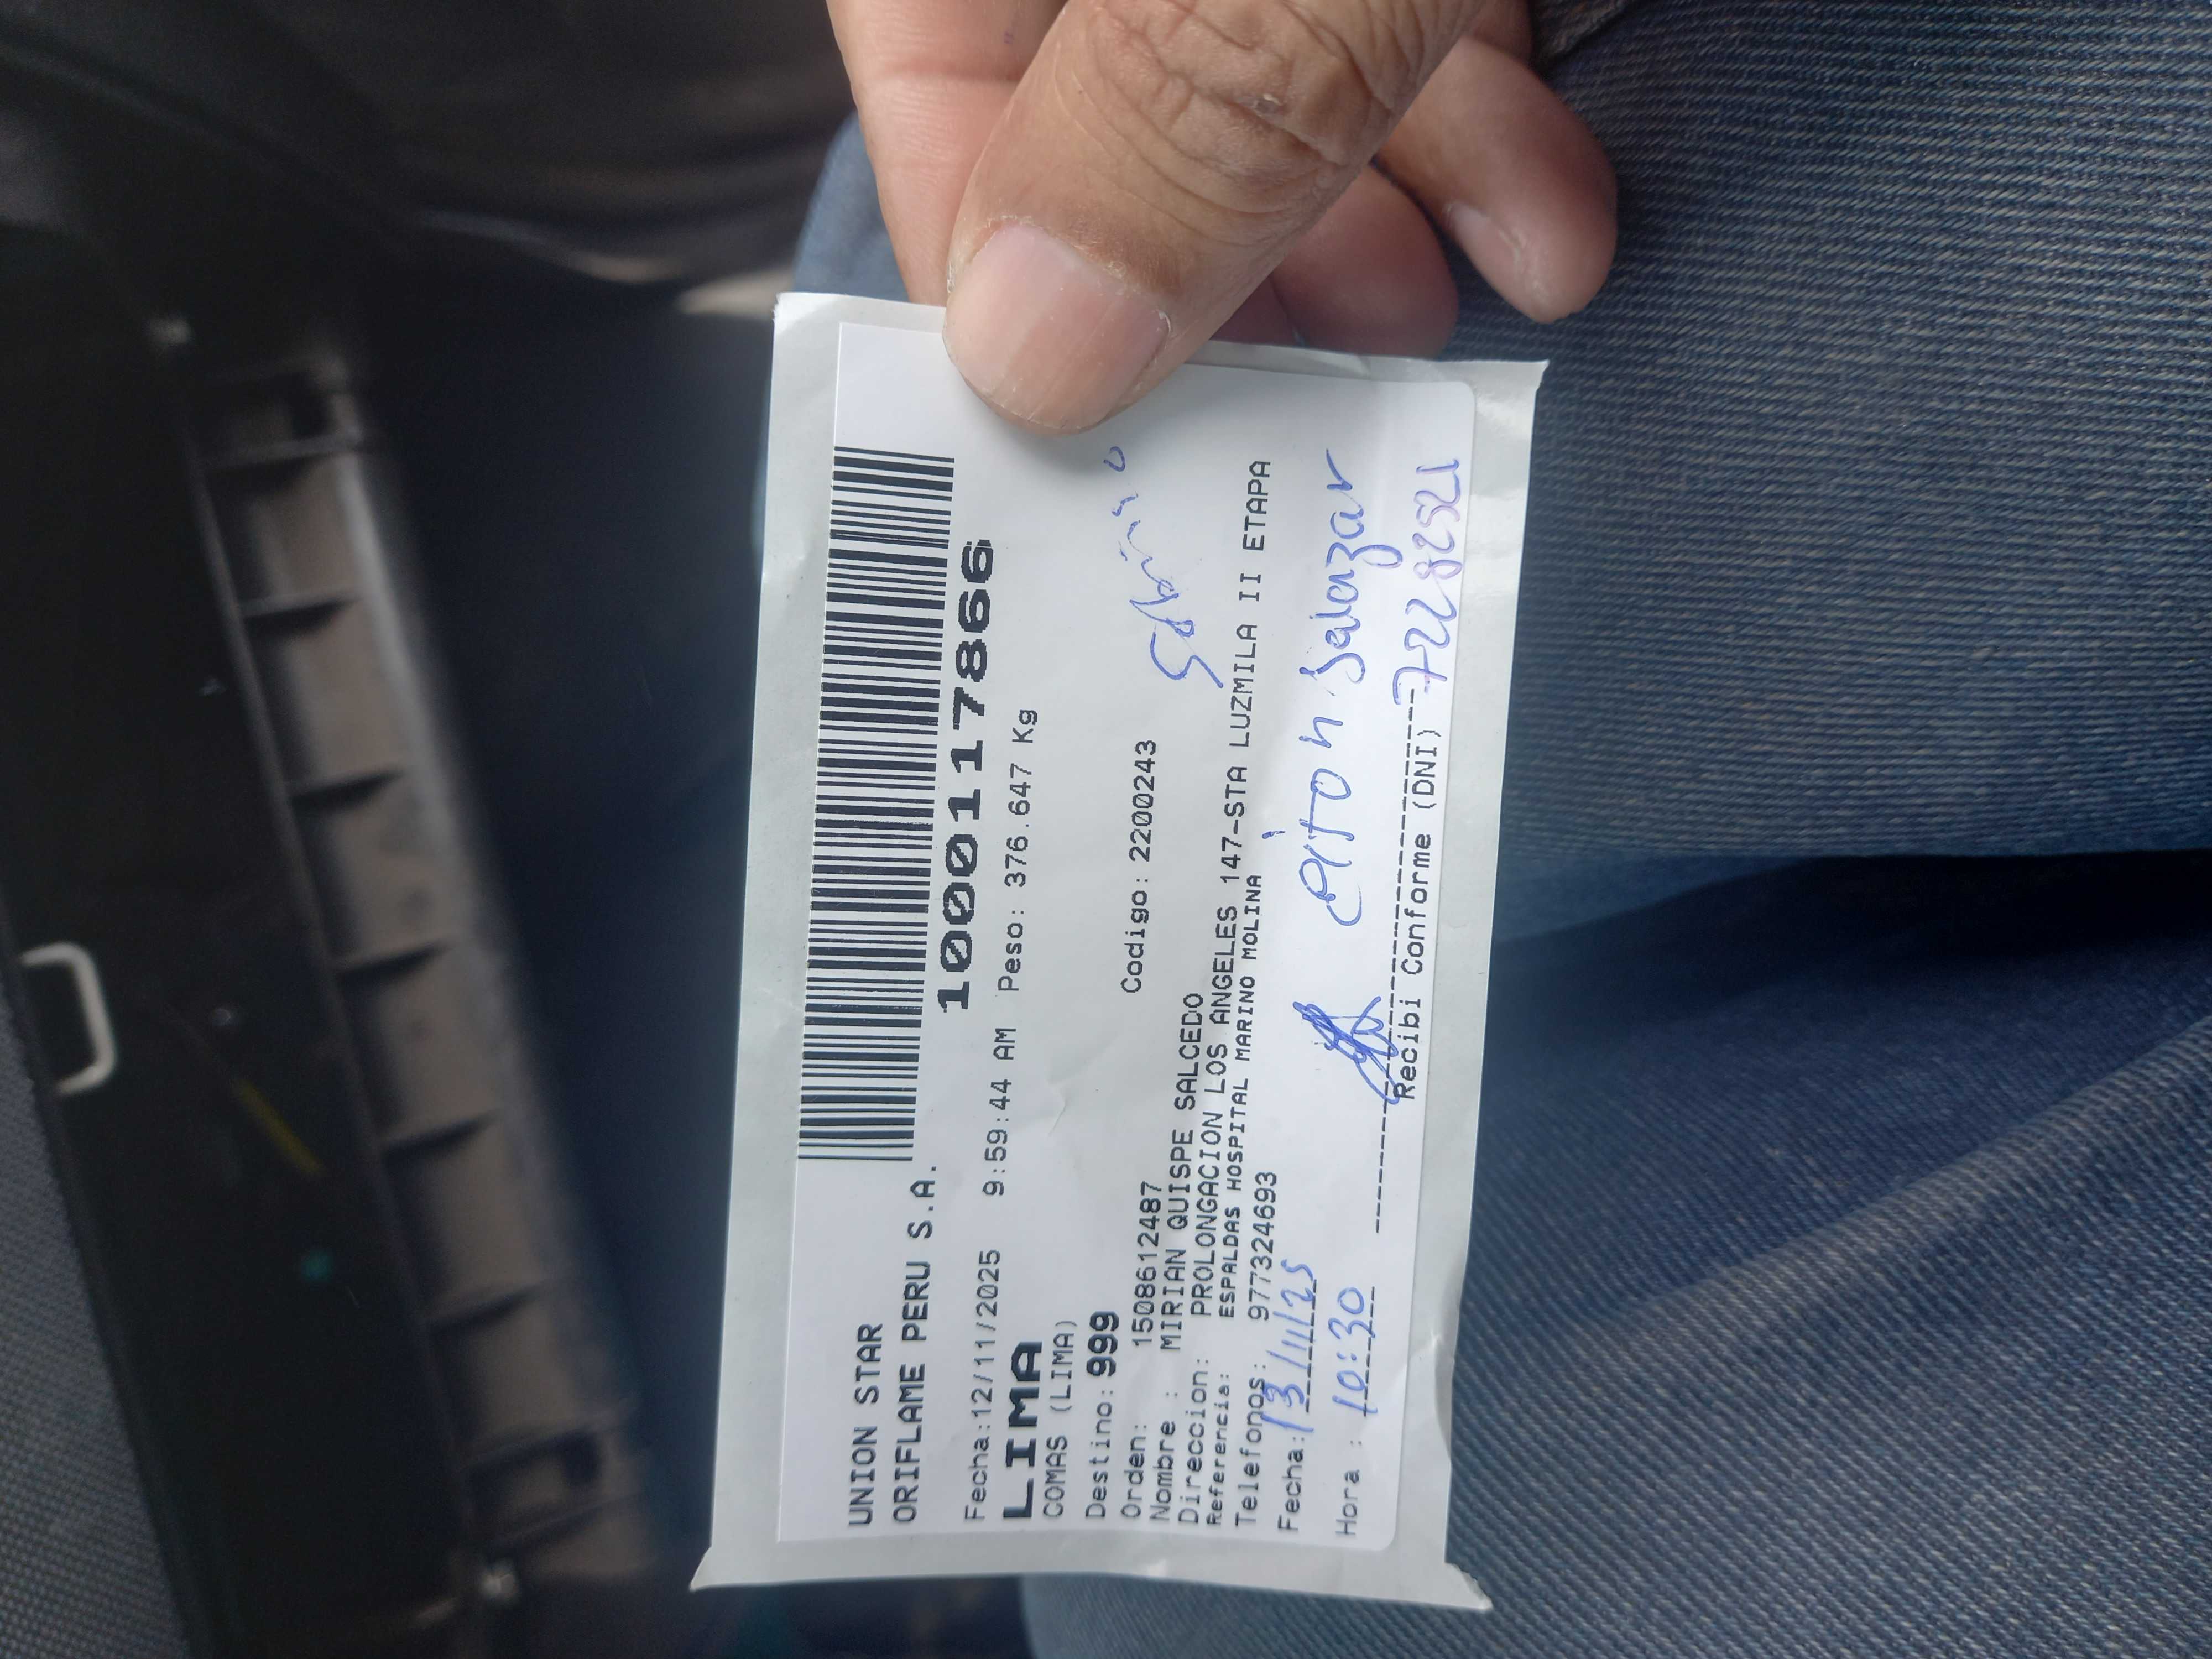 UNION STAR
ORIFLAME PERU S.A.
10001117866
Fecha:12/11/2025 9:59:44 AM Peso: 376.647 Kg
LIMA
COMAS (LIMA)
Destino: 999
Orden: 1508612487 Codigo: 2200243
Nombre : MIRIAN QUISPE SALCEDO
Direccion: PROLONGACION LOS ANGELES 147-STA LUZMILA II ETAPA
Referencia: ESPALDAS HOSPITAL MARINO MOLINA
Telefonos: 977324693
Fecha: 13/11/25
Salazar
Hora : 10:30
Recibi Conforme (DNI)